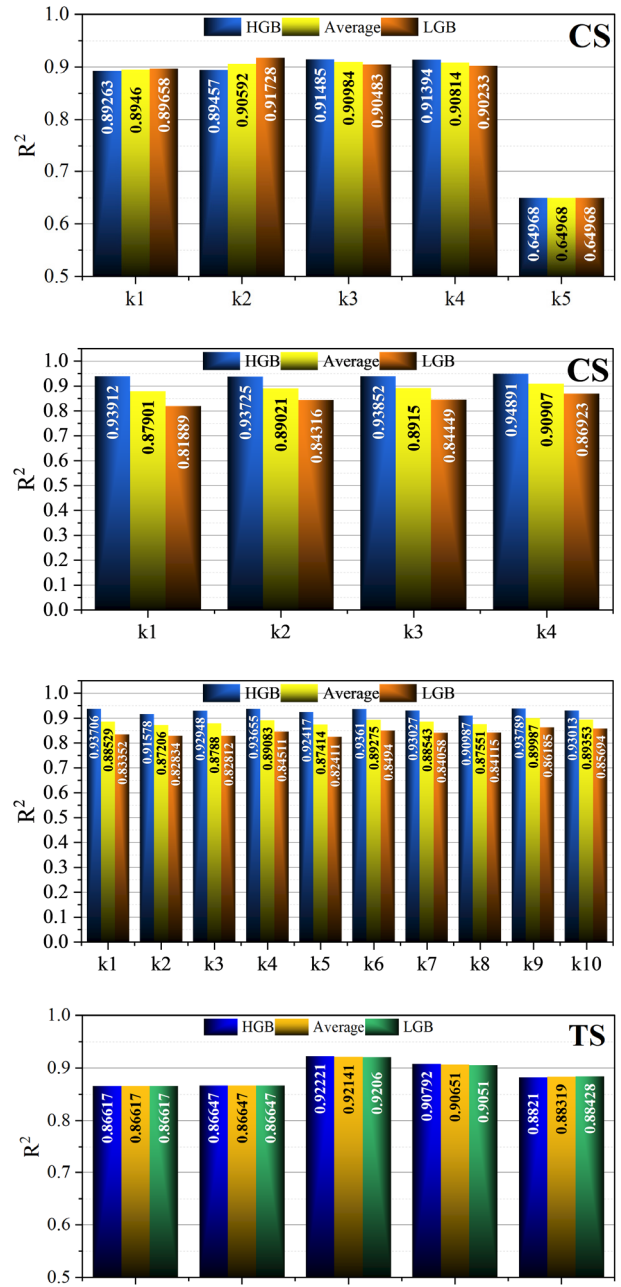 HGB Average LGB
CS
R2
1.0
0.9
0.8
0.7
0.6
0.5
0.89263 0.8946 0.89658
0.89457 0.90592 0.91728
0.91485 0.90984 0.90483
0.91394 0.90814 0.90233
0.64968 0.64968 0.64968
k1 k2 k3 k4 k5
HGB Average LGB
CS
R2
1.0
0.9
0.8
0.7
0.6
0.5
0.4
0.3
0.2
0.1
0.0
0.93912 0.87901 0.81889
0.93725 0.89021 0.84316
0.93852 0.8915 0.84449
0.94891 0.90907 0.86923
k1 k2 k3 k4
HGB Average LGB
R2
1.0
0.9
0.8
0.7
0.6
0.5
0.4
0.3
0.2
0.1
0.0
0.93706 0.88529 0.83352
0.91578 0.87206 0.82834
0.92948 0.8788 0.82812
0.93655 0.89083 0.84511
0.92417 0.87414 0.82411
0.9361 0.89275 0.8494
0.93027 0.88543 0.84058
0.90987 0.87551 0.84115
0.93789 0.89987 0.86185
0.93013 0.89353 0.85694
k1 k2 k3 k4 k5 k6 k7 k8 k9 k10
HGB Average LGB
TS
R2
1.0
0.9
0.8
0.7
0.6
0.5
0.86617 0.86617 0.86617
0.86647 0.86647 0.86647
0.92221 0.92141 0.9206
0.90792 0.90651 0.9051
0.8821 0.88319 0.88428